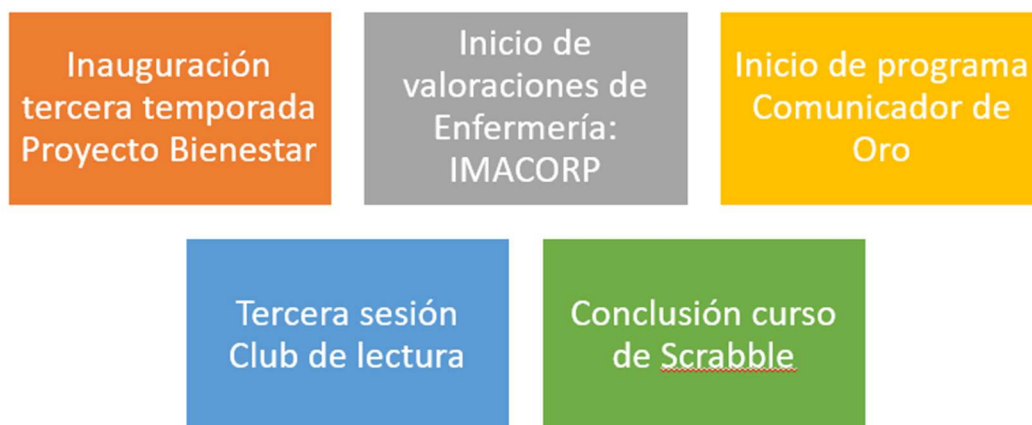 Inauguración
tercera temporada
Proyecto Bienestar
Inicio de
valoraciones de
Enfermería:
IMACORP
Inicio de programa
Comunicador de
Oro
Tercera sesión
Club de lectura
Conclusión curso
de Scrabble